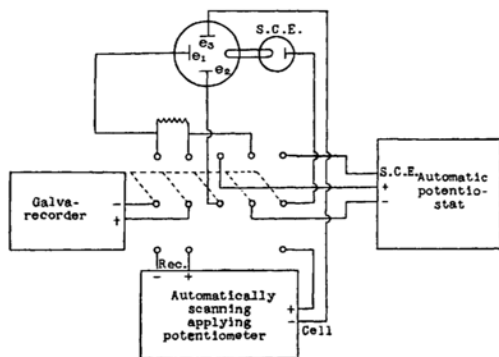 S.C.E.
e₃
e₁
e₂
S.C.E.
+
-
Automatic
potentio-
stat
Galva-
recorder
-
+
Rec.
- +
Automatically
scanning
applying
potentiometer
+
-
Cell